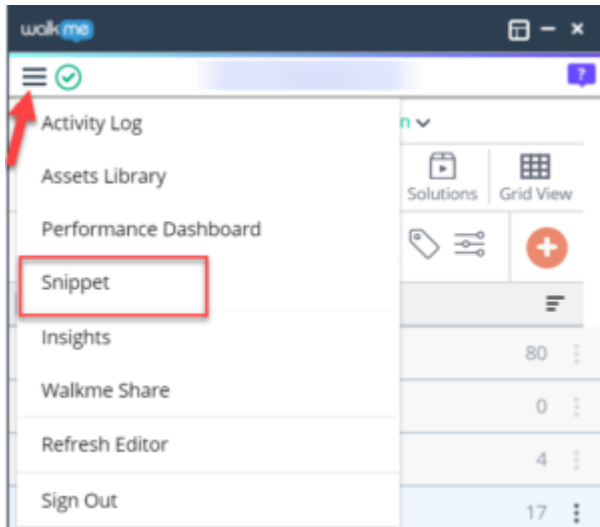 walkme
?
Activity Log
n
Assets Library
Solutions
Grid View
Performance Dashboard
Snippet
Insights
80
Walkme Share
0
Refresh Editor
4
Sign Out
17